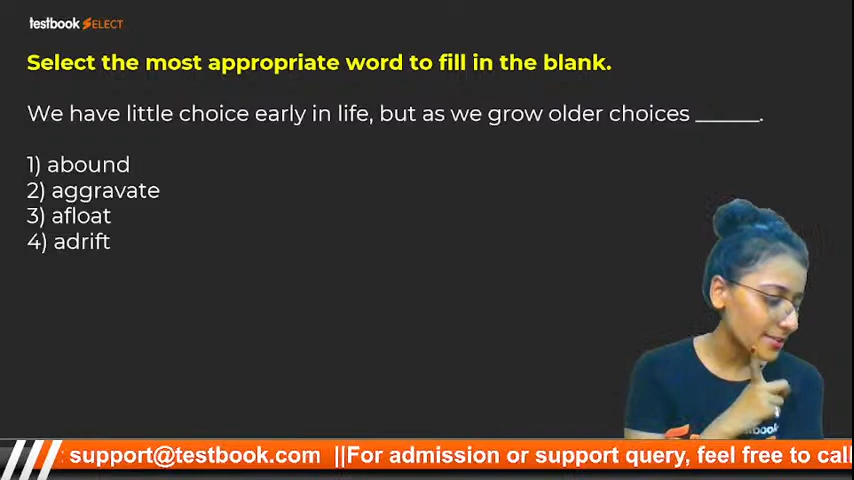 testbook SELECT
Select the most appropriate word to fill in the blank.
We have little choice early in life, but as we grow older choices ______.
1) abound
2) aggravate
3) afloat
4) adrift
: support@testbook.com ||For admission or support query, feel free to call